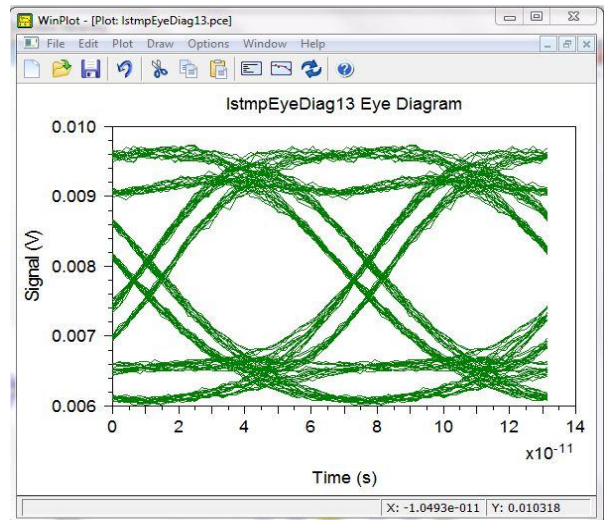 WinPlot - [Plot: lstmpEyeDiag13.pce]
File Edit Plot Draw Options Window Help
lstmpEyeDiag13 Eye Diagram
0.010
0.009
0.008
0.007
0.006
Signal (V)
0 2 4 6 8 10 12 14
x10⁻¹¹
Time (s)
X: -1.0493e-011 Y: 0.010318